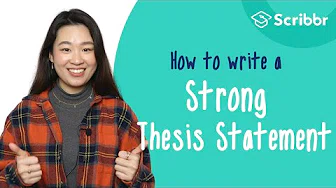 Scribbr
How to write a
Strong
Thesis Statement